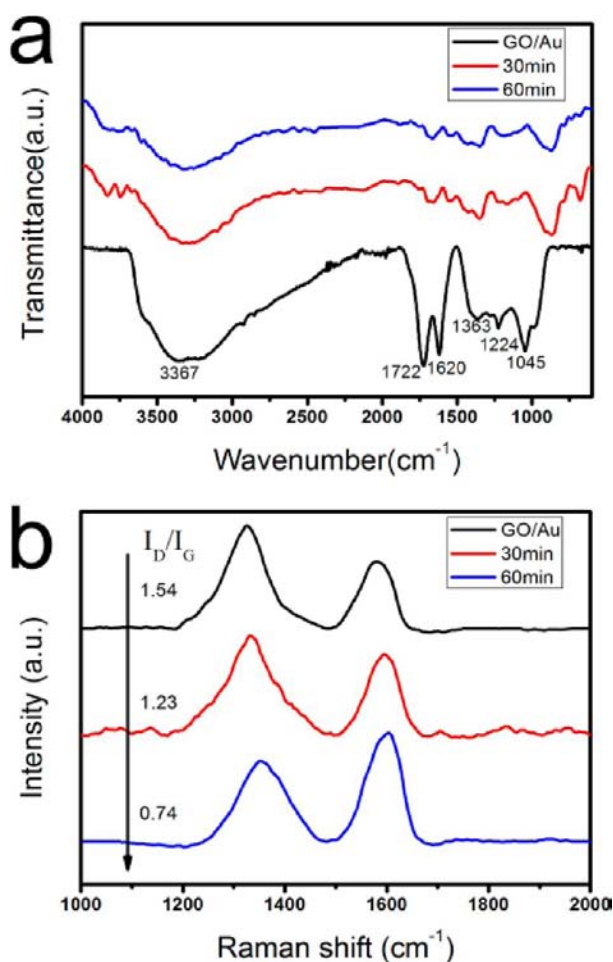 a
GO/Au
30min
60min
Transmittance(a.u.)
3367
1722
1620
1363
1224
1045
4000 3500 3000 2500 2000 1500 1000
Wavenumber(cm⁻¹)
b
I_D/I_G
GO/Au
30min
60min
1.54
1.23
0.74
Intensity (a.u.)
1000 1200 1400 1600 1800 2000
Raman shift (cm⁻¹)